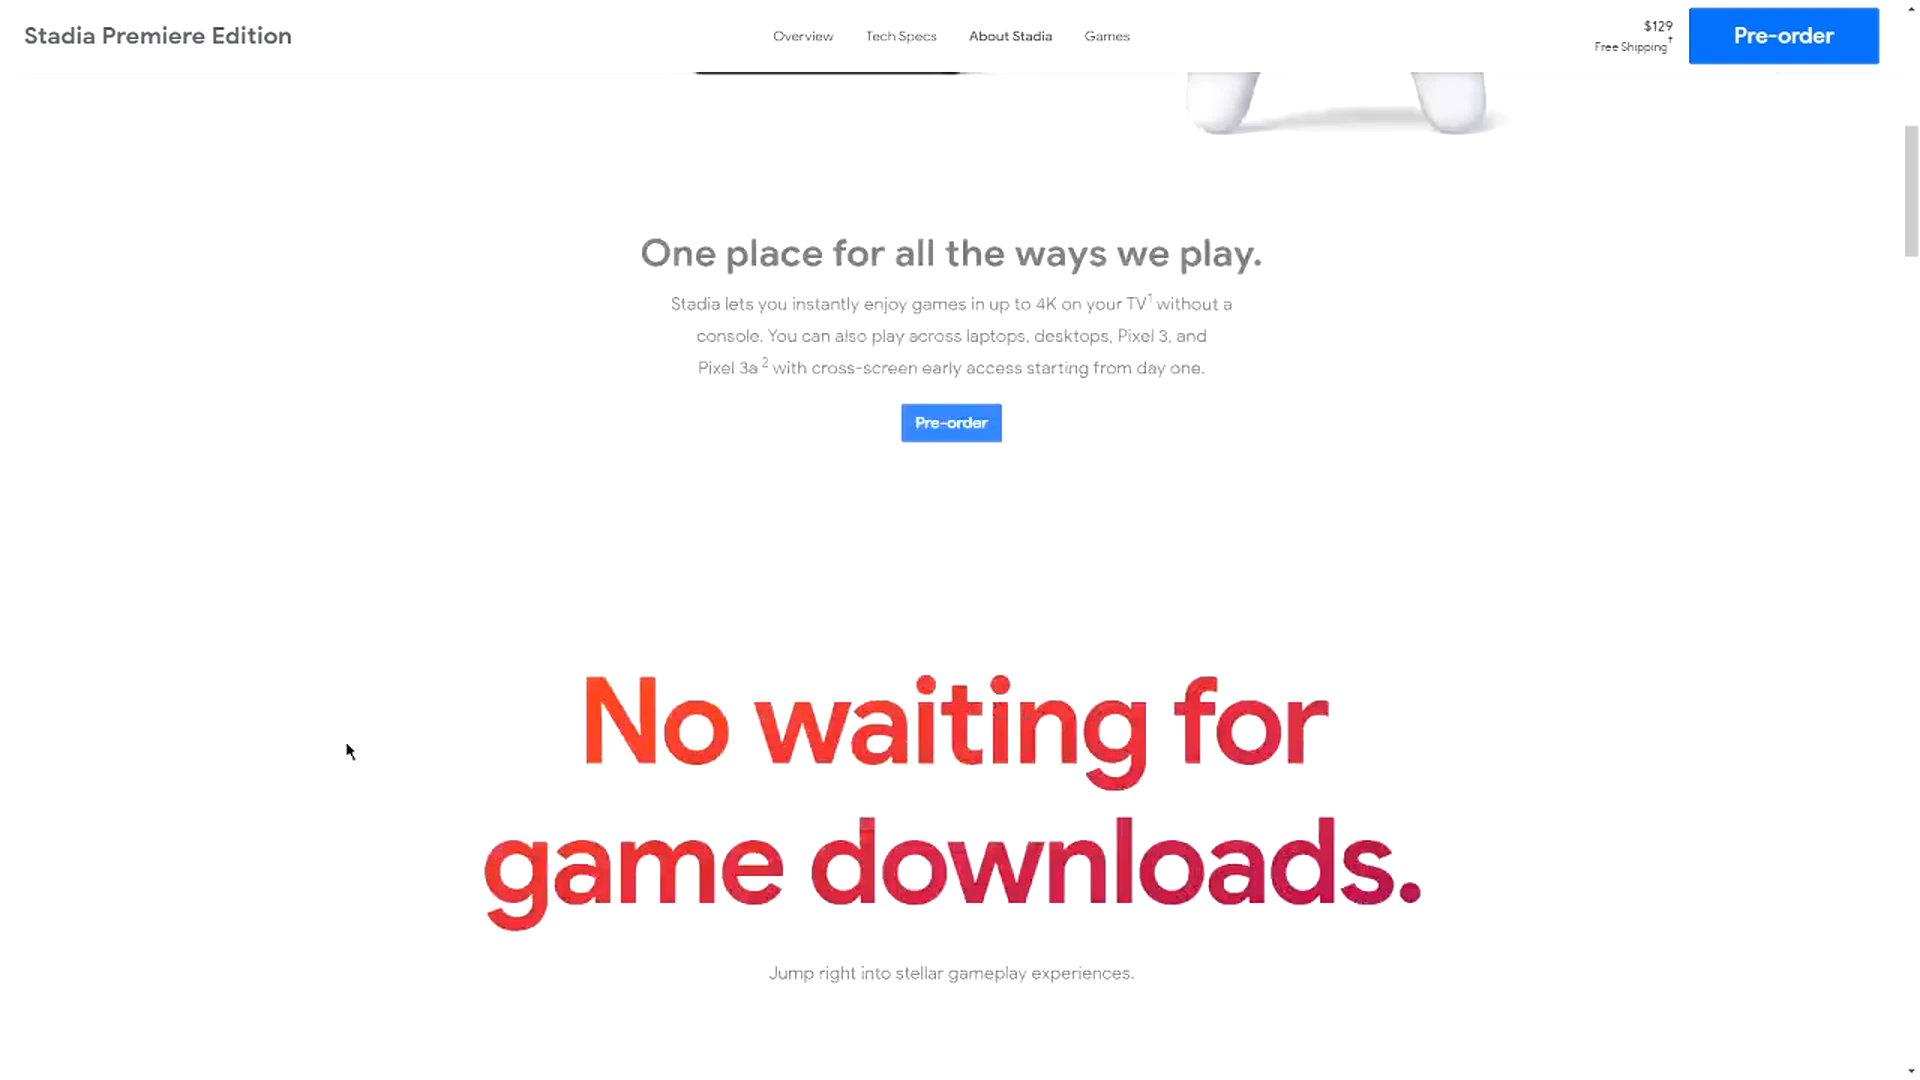 Stadia Premiere Edition
Overview
Tech Specs
About Stadia
Games
$129
Free Shipping†
Pre-order
One place for all the ways we play.
Stadia lets you instantly enjoy games in up to 4K on your TV¹ without a
console. You can also play across laptops, desktops, Pixel 3, and
Pixel 3a ² with cross-screen early access starting from day one.
Pre-order
No waiting for
game downloads.
Jump right into stellar gameplay experiences.